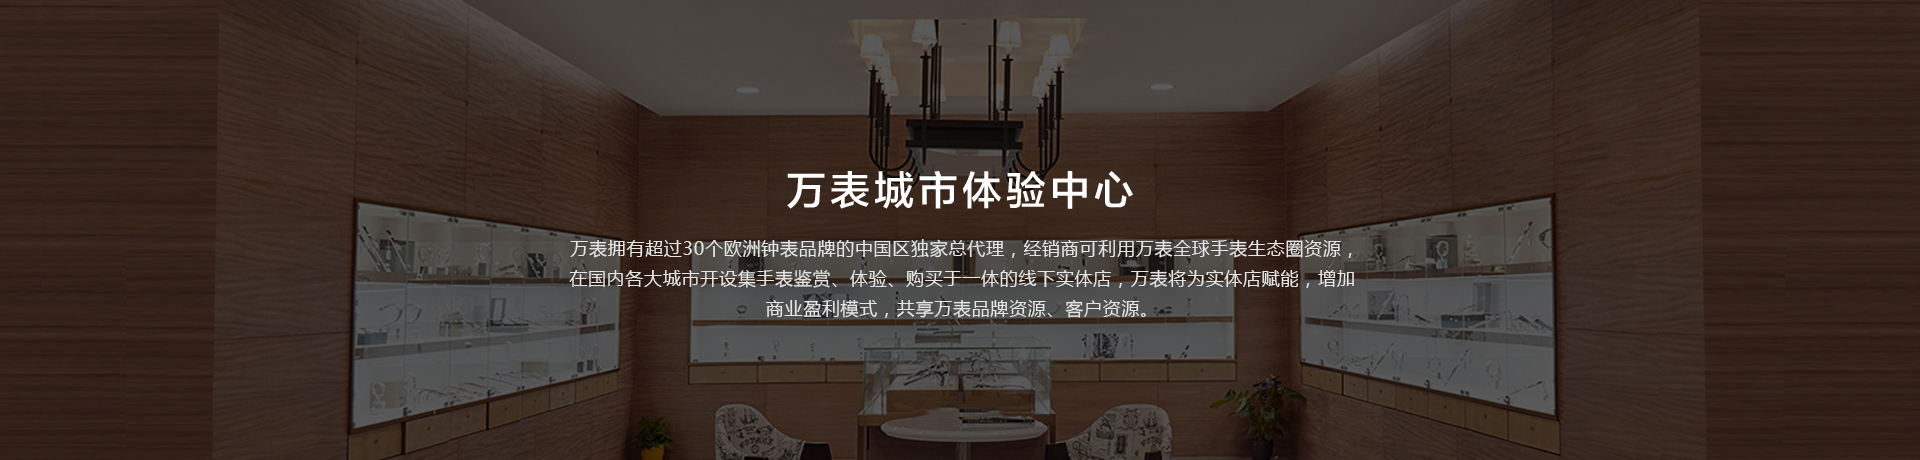 万表城市体验中心
万表拥有超过30个欧洲钟表品牌的中国区独家总代理，经销商可利用万表全球手表生态圈资源，
在国内各大城市开设集手表鉴赏、体验、购买于一体的线下实体店，万表将为实体店赋能，增加
商业盈利模式，共享万表品牌资源、客户资源。